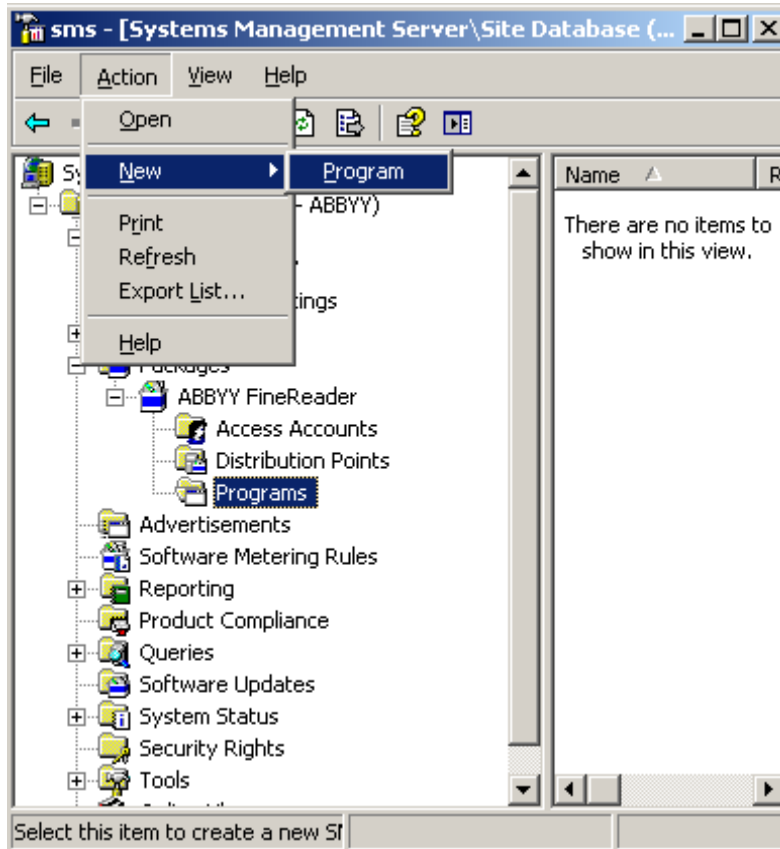 sms - [Systems Management Server\Site Database (...
File Action View Help
Open
New
Program
Print
Refresh
Export List...
Help
- ABBYY)
Packages
ABBYY FineReader
Access Accounts
Distribution Points
Programs
Advertisements
Software Metering Rules
Reporting
Product Compliance
Queries
Software Updates
System Status
Security Rights
Tools
Name
There are no items to
show in this view.
Select this item to create a new